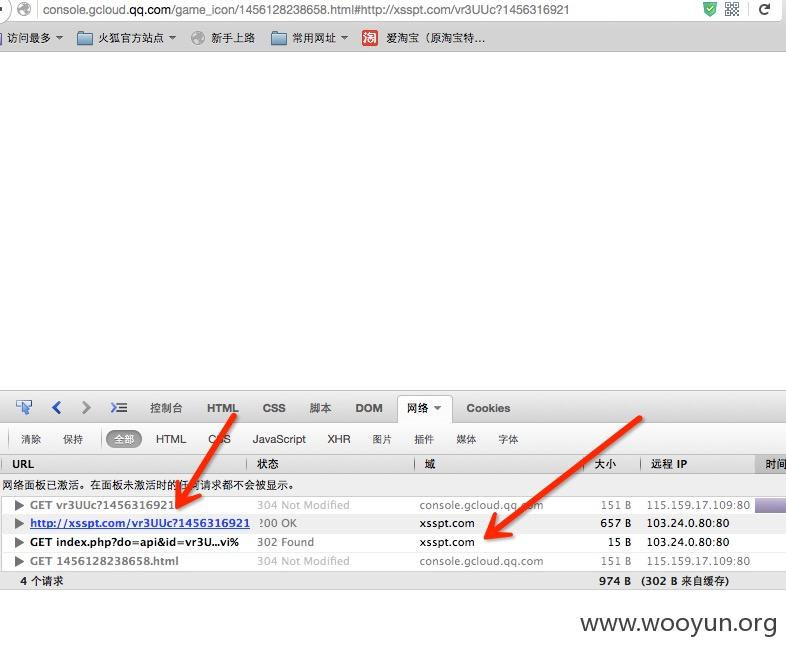 console.gcloud.qq.com/game_icon/1456128238658.html#http://xsspt.com/vr3UUc?1456316921
访问最多 火狐官方站点 新手上路 常用网址 淘 爱淘宝（原淘宝特…
控制台 HTML CSS 脚本 DOM 网络 Cookies
清除 保持 全部 HTML CSS JavaScript XHR 图片 插件 媒体 字体
URL 状态 域 大小 远程 IP 时间
网络面板已激活。在面板未激活时的任何请求都不会被显示。
GET vr3UUc?1456316921 304 Not Modified console.gcloud.qq.com 151 B 115.159.17.109:80
http://xsspt.com/vr3UUc?1456316921 200 OK xsspt.com 657 B 103.24.0.80:80
GET index.php?do=api&id=vr3U...vi% 302 Found xsspt.com 15 B 103.24.0.80:80
GET 1456128238658.html 304 Not Modified console.gcloud.qq.com 151 B 115.159.17.109:80
4 个请求 974 B (302 B 来自缓存)
www.wooyun.org